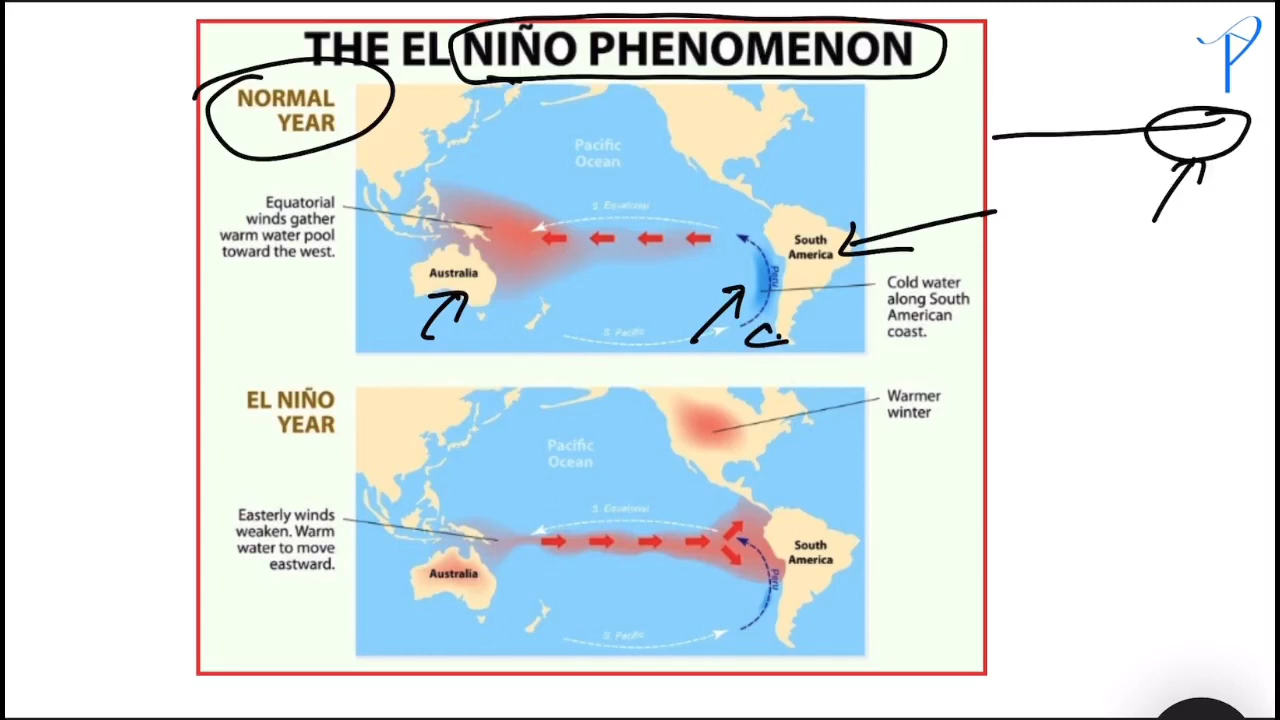 THE EL NIÑO PHENOMENON
NORMAL
YEAR
Pacific
Ocean
Equatorial
winds gather
warm water pool
toward the west.
S. Equatorial
South
America
Australia
Peru
Cold water
along South
American
coast.
S. Pacific
C.
EL NIÑO
YEAR
Warmer
winter
Pacific
Ocean
Easterly winds
weaken. Warm
water to move
eastward.
S. Equatorial
South
America
Australia
Peru
S. Pacific
P